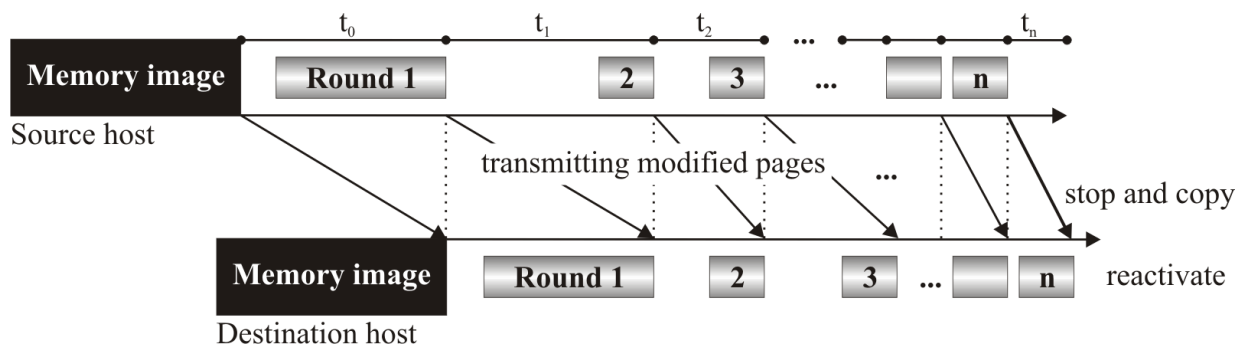 t0 t1 t2 ... tn
Memory image Round 1 2 3 ... n
Source host
transmitting modified pages
...
stop and copy
Memory image Round 1 2 3 ... n reactivate
Destination host